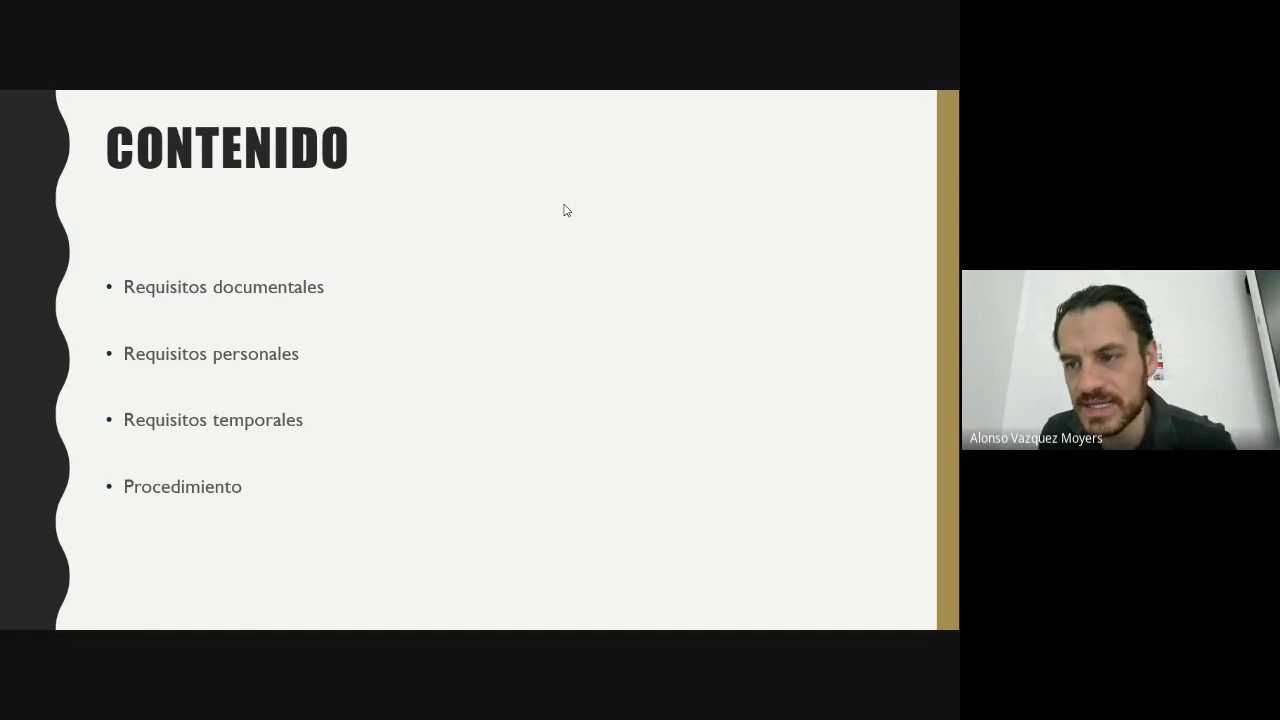 CONTENIDO
• Requisitos documentales
• Requisitos personales
• Requisitos temporales
• Procedimiento
Alonso Vazquez Moyers